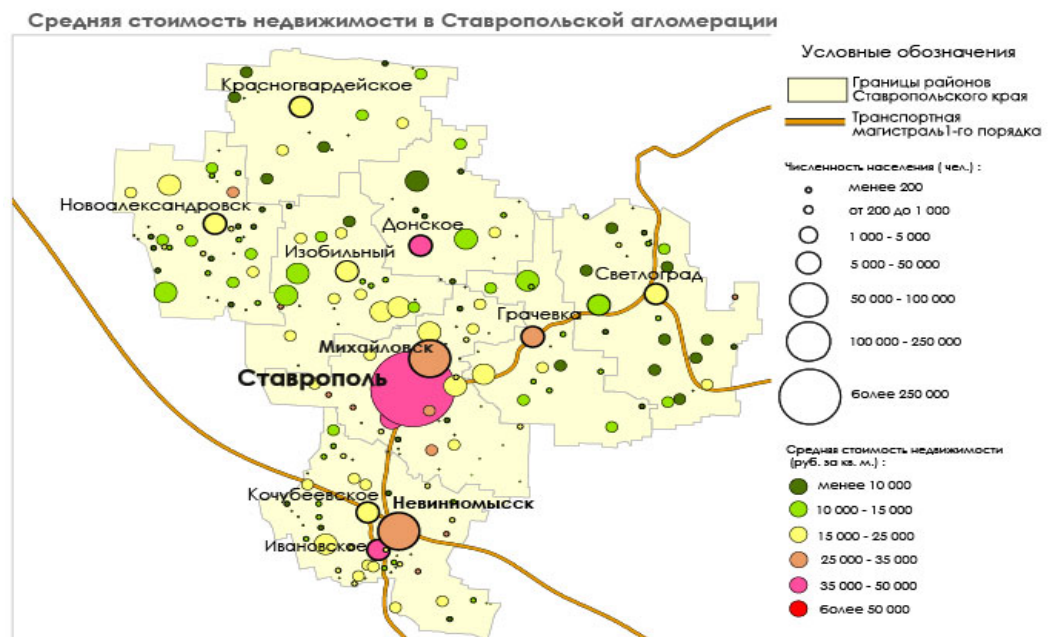 Средняя стоимость недвижимости в Ставропольской агломерации
Красногвардейское
Новоалександровск
Донское
Изобильный
Светлоград
Грачевка
Михайловск
Ставрополь
Кочубеевское
Невинномысск
Ивановское
Условные обозначения
Границы районов
Ставропольского края
Транспортная
магистраль1-го порядка
Численность населения ( чел.) :
менее 200
от 200 до 1 000
1 000 - 5 000
5 000 - 50 000
50 000 - 100 000
100 000 - 250 000
более 250 000
Средняя стоимость недвижимости
(руб. за кв. м.) :
менее 10 000
10 000 - 15 000
15 000 - 25 000
25 000 - 35 000
35 000 - 50 000
более 50 000